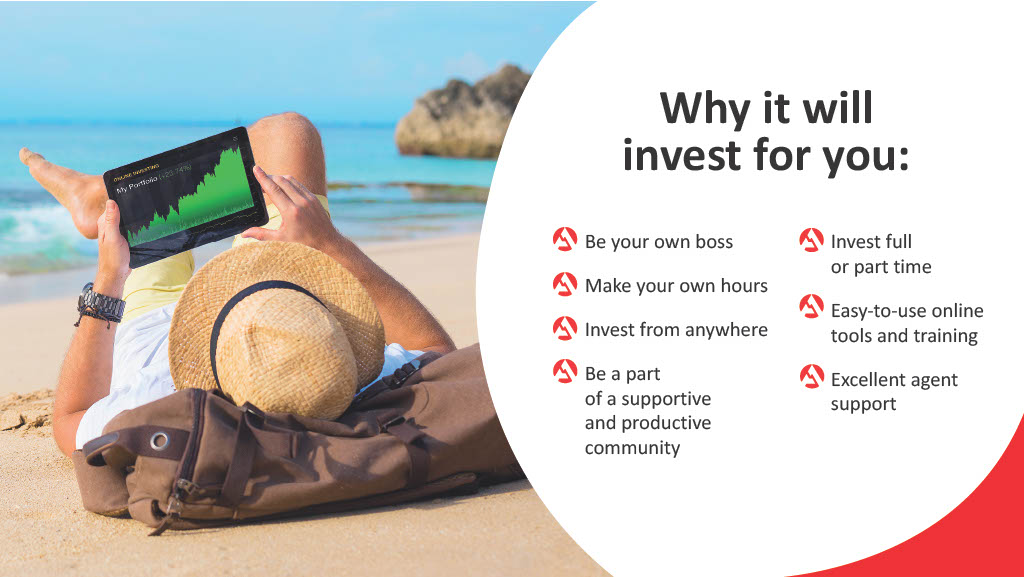 Why it will
invest for you:
Be your own boss
Make your own hours
Invest from anywhere
Be a part
of a supportive
and productive
community
Invest full
or part time
Easy-to-use online
tools and training
Excellent agent
support
ONLINE INVESTING
My Portfolio (+20.74%)